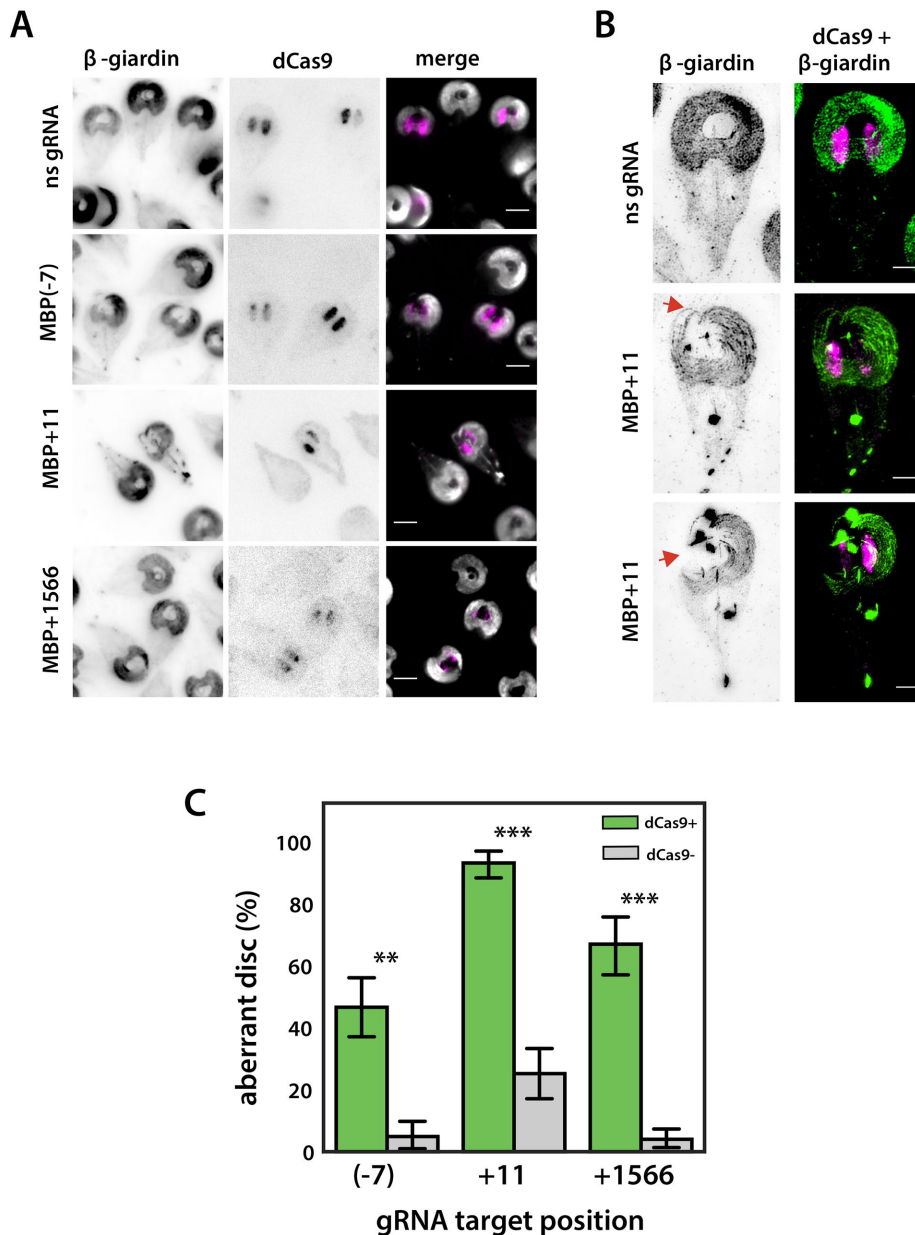 A
β -giardin dCas9 merge
ns gRNA
MBP(-7)
MBP+11
MBP+1566
B
β -giardin
dCas9 +
β-giardin
ns gRNA
MBP+11
MBP+11
C
aberrant disc (%)
100
80
60
40
20
0
**
***
***
dCas9+
dCas9-
(-7) +11 +1566
gRNA target position